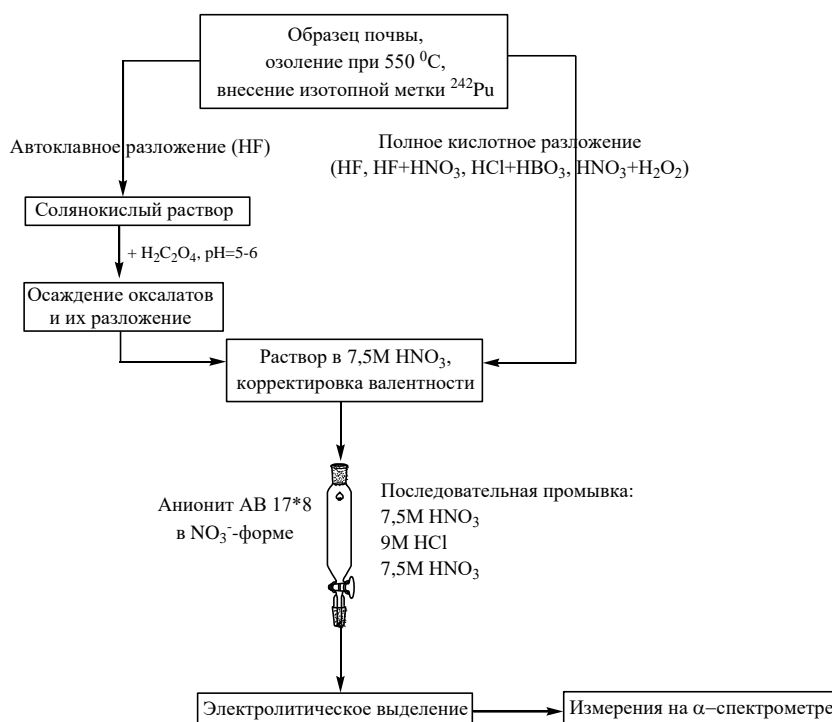 Образец почвы,
озоление при 550 ⁰С,
внесение изотопной метки ²⁴²Pu
Автоклавное разложение (HF)
Полное кислотное разложение
(HF, HF+HNO₃, HCl+HBO₃, HNO₃+H₂O₂)
Солянокислый раствор
+ H₂C₂O₄, pH=5-6
Осаждение оксалатов
и их разложение
Раствор в 7,5М HNO₃,
корректировка валентности
Анионит АВ 17*8
в NO₃⁻-форме
Последовательная промывка:
7,5М HNO₃
9М HCl
7,5М HNO₃
Электролитическое выделение
Измерения на α–спектрометре